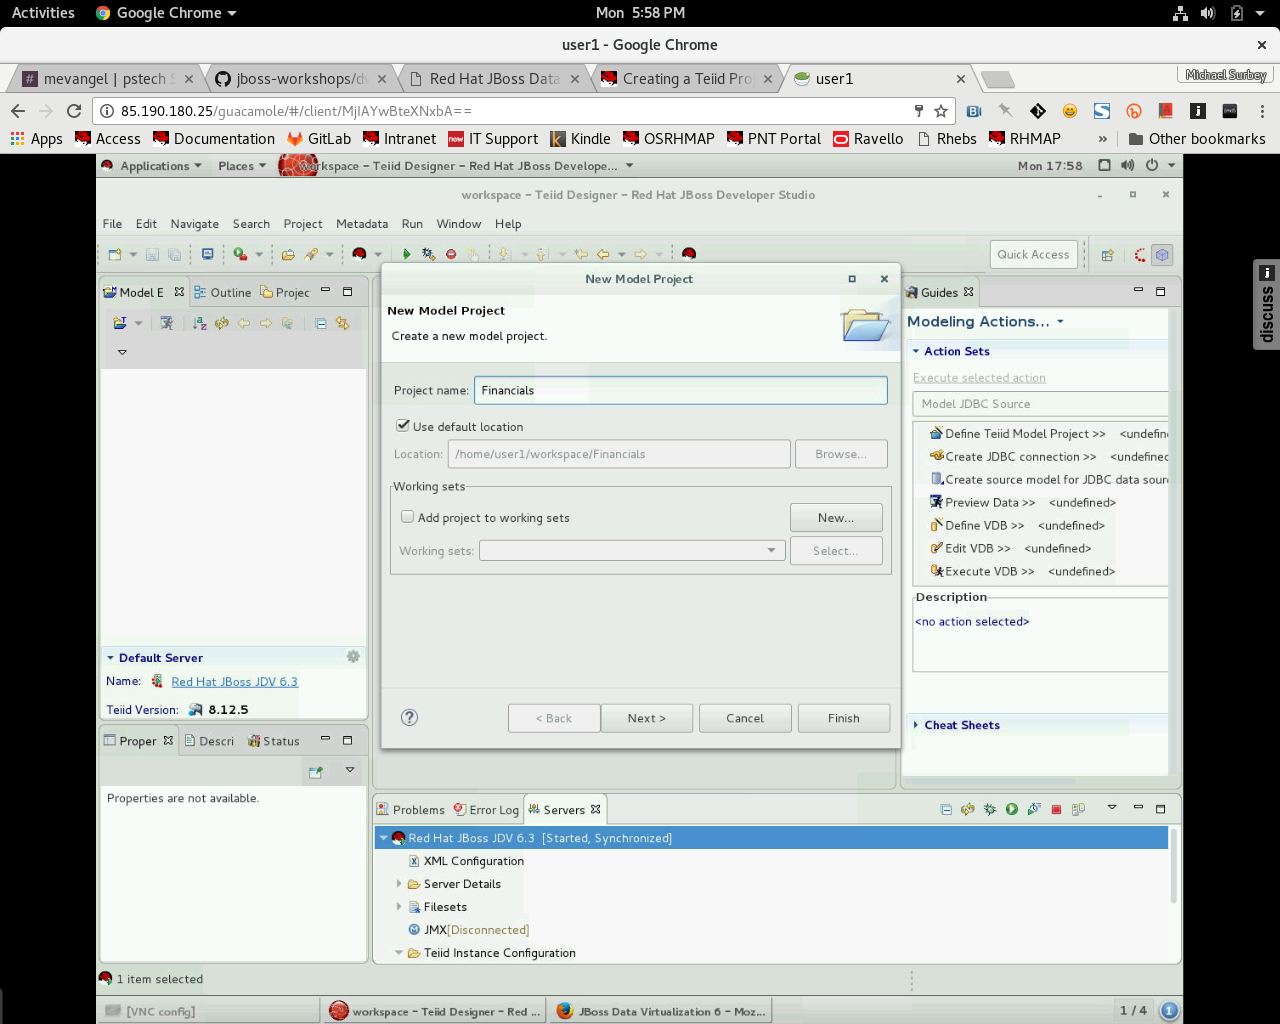 Activities Google Chrome Mon 5:58 PM
user1 - Google Chrome
mevangel | pstech jboss-workshops/dv Red Hat JBoss Data Creating a Teiid Pro user1 Michael Surbey
85.190.180.25/guacamole/#/client/MjIAYwBteXNxbA==
Apps Access Documentation GitLab Intranet IT Support Kindle OSRHMAP PNT Portal Ravello Rhebs RHMAP » Other bookmarks
Applications Places workspace – Teiid Designer – Red Hat JBoss Develope... Mon 17:58
workspace – Teiid Designer – Red Hat JBoss Developer Studio
File Edit Navigate Search Project Metadata Run Window Help
Quick Access
Model E Outline Projec
New Model Project
New Model Project
Create a new model project.
Project name: Financials
Use default location
Location: /home/user1/workspace/Financials Browse...
Working sets
Add project to working sets New...
Working sets: Select...
< Back Next > Cancel Finish
Guides
Modeling Actions...
Action Sets
Execute selected action
Model JDBC Source
Define Teiid Model Project >> <undefin
Create JDBC connection >> <undefined
Create source model for JDBC data sour
Preview Data >> <undefined>
Define VDB >> <undefined>
Edit VDB >> <undefined>
Execute VDB >> <undefined>
Description
<no action selected>
Cheat Sheets
discuss i
Default Server
Name: Red Hat JBoss JDV 6.3
Teiid Version: 8.12.5
Proper Descri Status
Properties are not available.
Problems Error Log Servers
Red Hat JBoss JDV 6.3 [Started, Synchronized]
XML Configuration
Server Details
Filesets
JMX[Disconnected]
Teiid Instance Configuration
1 item selected
[VNC config] workspace – Teiid Designer – Red ... JBoss Data Virtualization 6 – Moz... 1 / 4 1